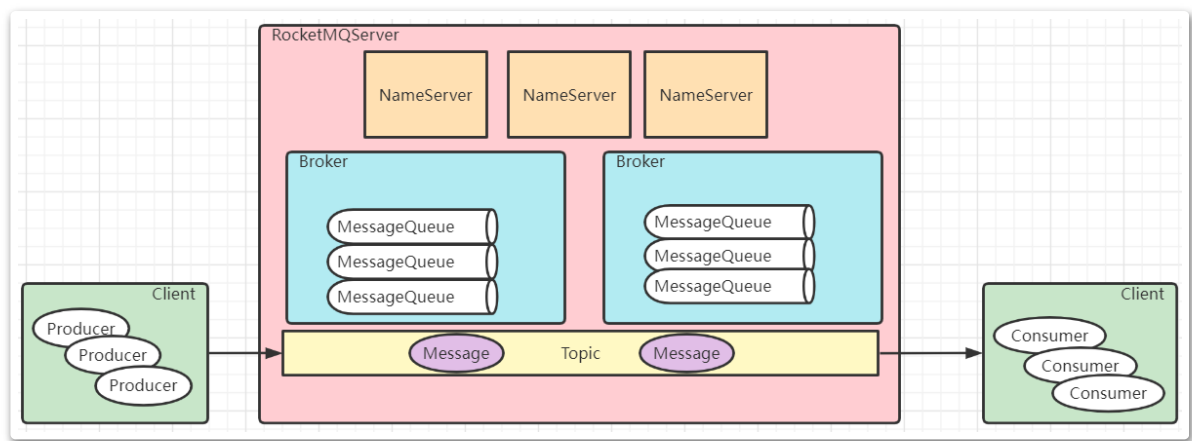 RocketMQServer
NameServer
NameServer
NameServer
Broker
MessageQueue
MessageQueue
MessageQueue
Broker
MessageQueue
MessageQueue
MessageQueue
Client
Producer
Producer
Producer
Message
Topic
Message
Client
Consumer
Consumer
Consumer